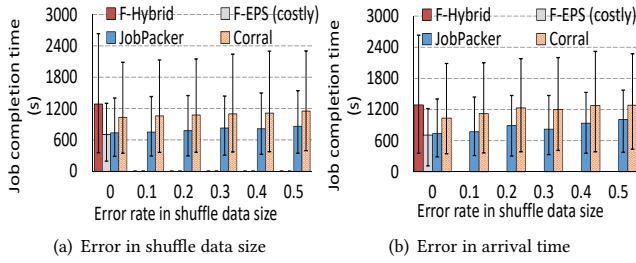 F-Hybrid
F-EPS (costly)
JobPacker
Corral
Job completion time
(s)
3000
2400
1800
1200
600
0
0 0.1 0.2 0.3 0.4 0.5
Error rate in shuffle data size
(a) Error in shuffle data size
F-Hybrid
F-EPS (costly)
JobPacker
Corral
Job completion time
(s)
3000
2400
1800
1200
600
0
0 0.1 0.2 0.3 0.4 0.5
Error rate in shuffle data size
(b) Error in arrival time